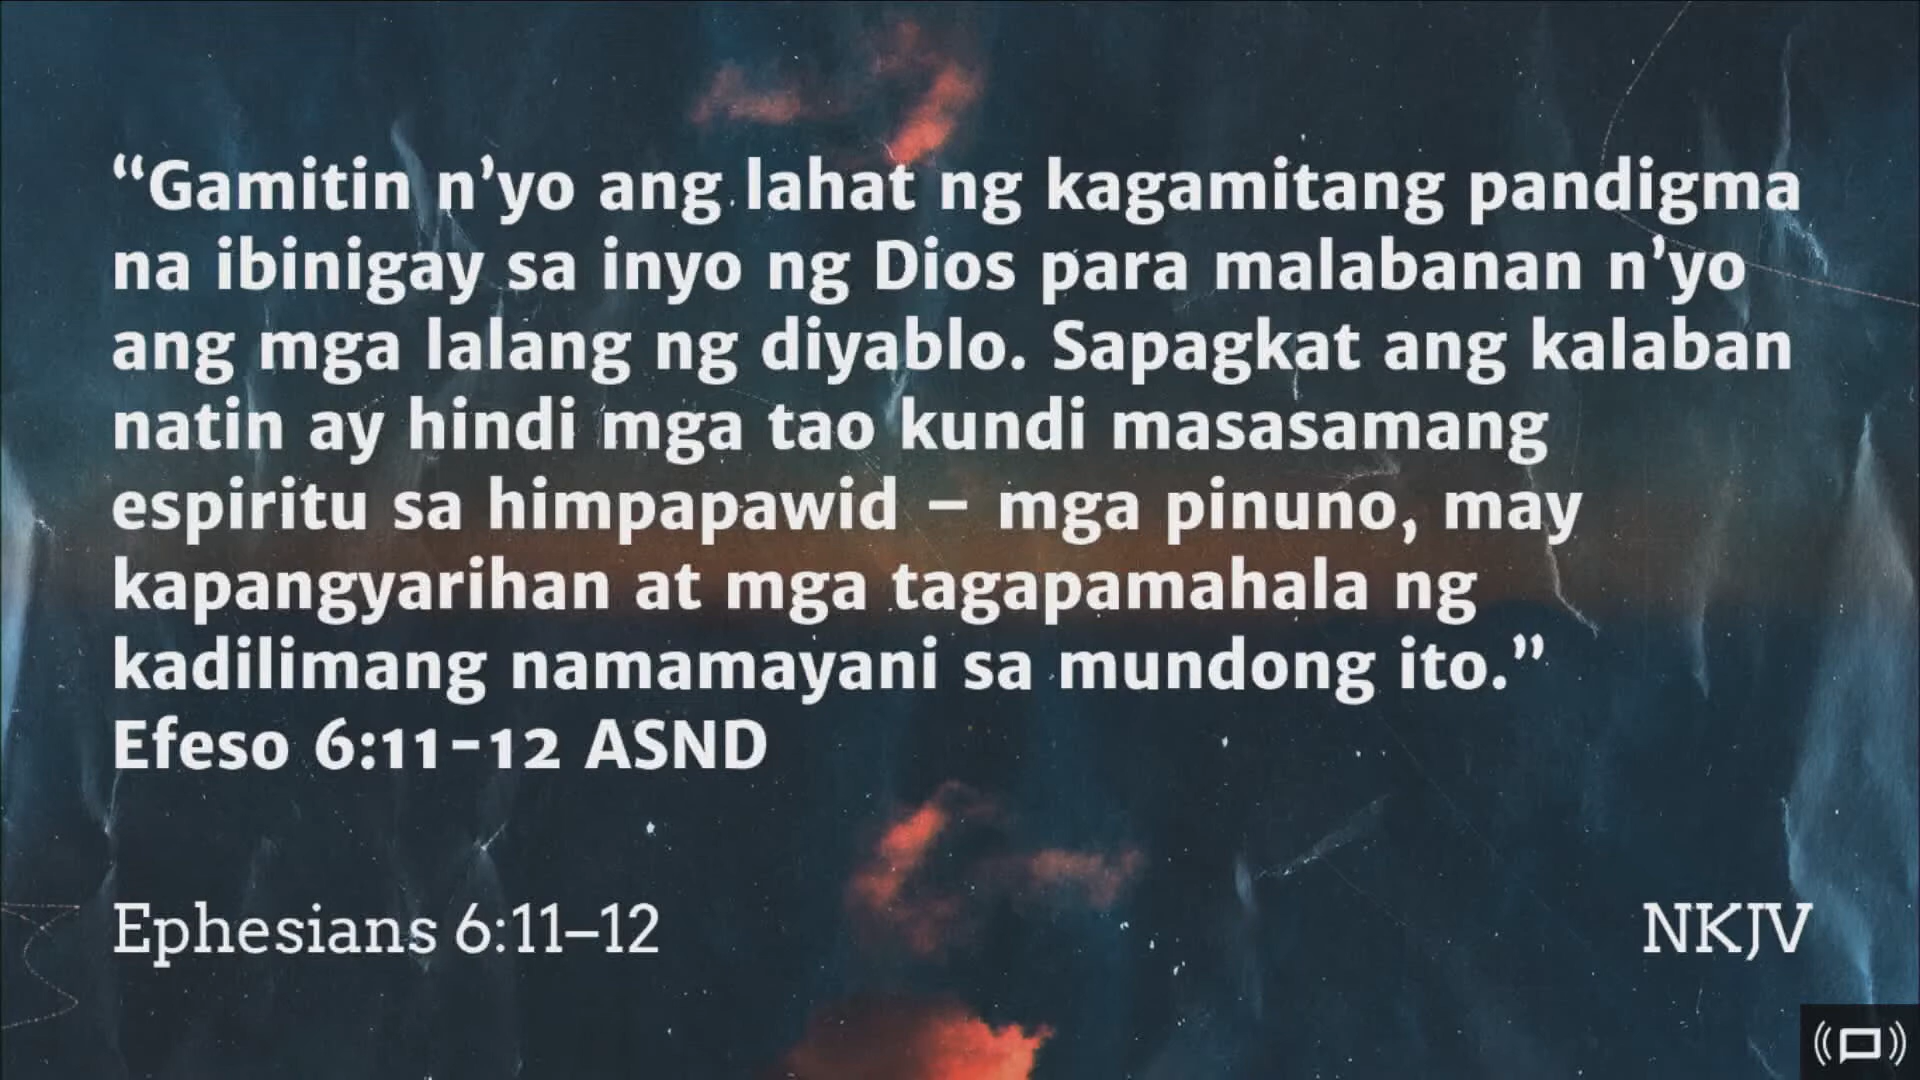 “Gamitin n’yo ang lahat ng kagamitang pandigma
na ibinigay sa inyo ng Dios para malabanan n’yo
ang mga lalang ng diyablo. Sapagkat ang kalaban
natin ay hindi mga tao kundi masasamang
espiritu sa himpapawid – mga pinuno, may
kapangyarihan at mga tagapamahala ng
kadilimang namamayani sa mundong ito.”
Efeso 6:11-12 ASND
Ephesians 6:11–12 NKJV